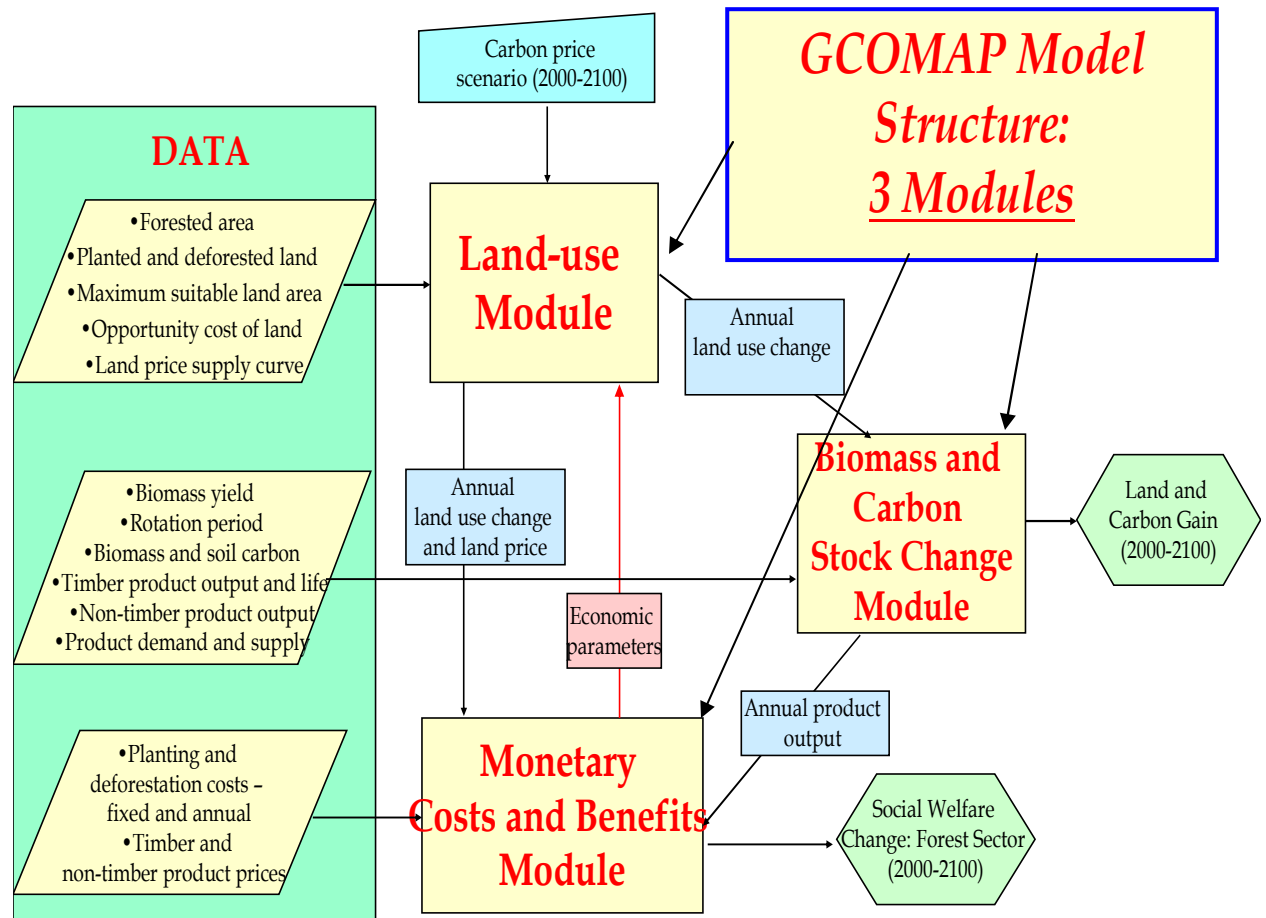 Carbon price
scenario (2000-2100)
GCOMAP Model
Structure:
3 Modules
DATA
•Forested area
•Planted and deforested land
•Maximum suitable land area
•Opportunity cost of land
•Land price supply curve
Land-use
Module
Annual
land use change
•Biomass yield
•Rotation period
•Biomass and soil carbon
•Timber product output and life
•Non-timber product output
•Product demand and supply
Annual
land use change
and land price
Economic
parameters
Biomass and
Carbon
Stock Change
Module
Land and
Carbon Gain
(2000-2100)
•Planting and
deforestation costs –
fixed and annual
•Timber and
non-timber product prices
Monetary
Costs and Benefits
Module
Annual product
output
Social Welfare
Change: Forest Sector
(2000-2100)